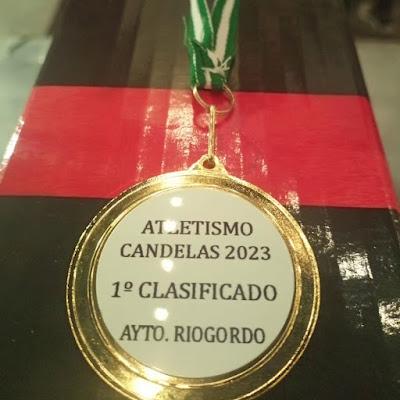 ATLETISMO
CANDELAS 2023
1º CLASIFICADO
AYTO. RIOGORDO